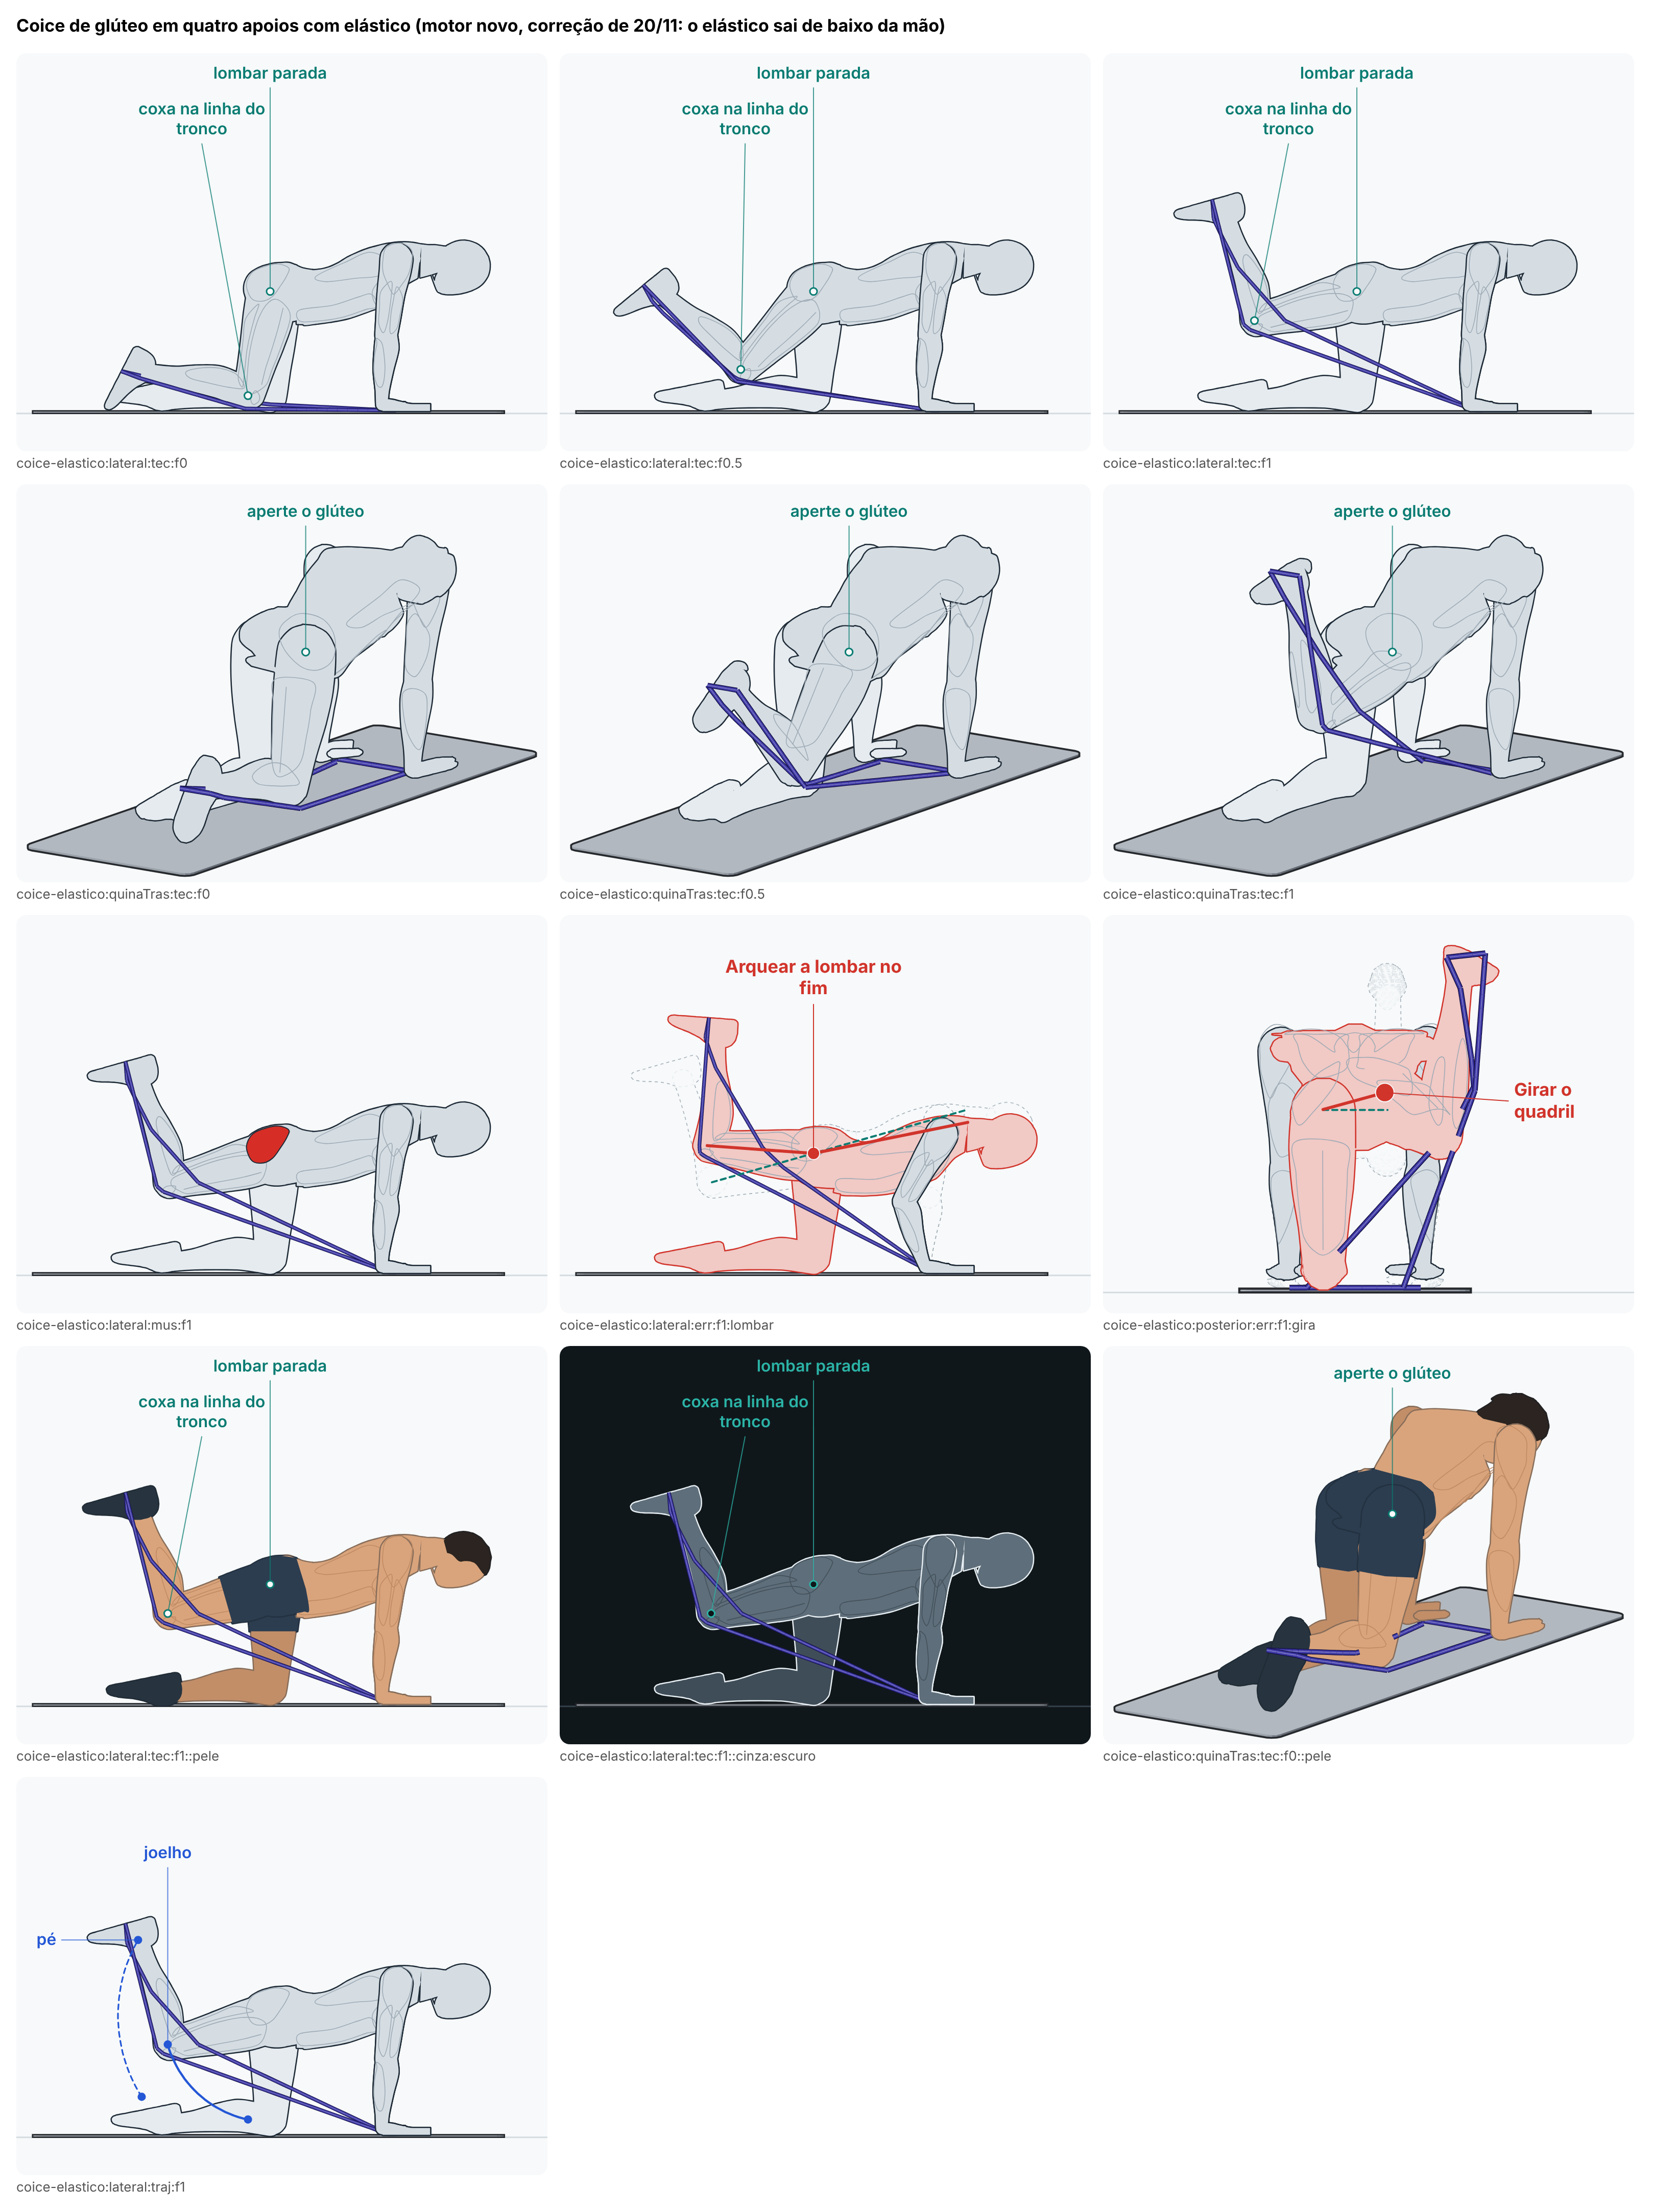 Coice de glúteo em quatro apoios com elástico (motor novo, correção de 20/11: o elástico sai de baixo da mão)
lombar parada
coxa na linha do
tronco
coice-elastico:lateral:tec:f0
lombar parada
coxa na linha do
tronco
coice-elastico:lateral:tec:f0.5
lombar parada
coxa na linha do
tronco
coice-elastico:lateral:tec:f1
aperte o glúteo
coice-elastico:quinaTras:tec:f0
aperte o glúteo
coice-elastico:quinaTras:tec:f0.5
aperte o glúteo
coice-elastico:quinaTras:tec:f1
coice-elastico:lateral:mus:f1
Arquear a lombar no
fim
coice-elastico:lateral:err:f1:lombar
Girar o
quadril
coice-elastico:posterior:err:f1:gira
lombar parada
coxa na linha do
tronco
coice-elastico:lateral:tec:f1::pele
lombar parada
coxa na linha do
tronco
coice-elastico:lateral:tec:f1::cinza:escuro
aperte o glúteo
coice-elastico:quinaTras:tec:f0::pele
joelho
pé
coice-elastico:lateral:traj:f1